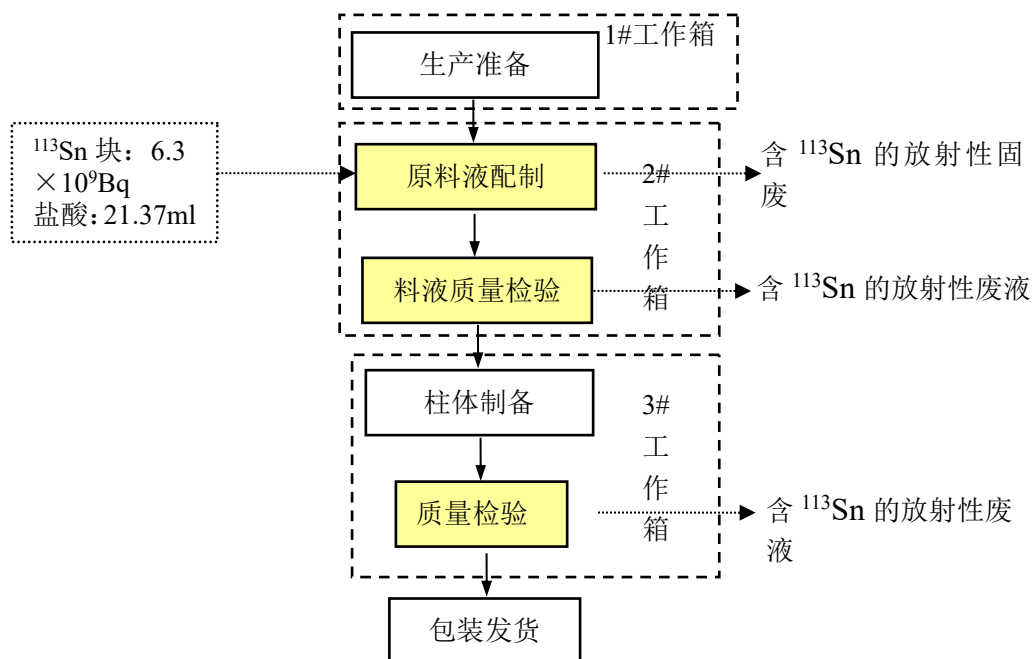 1#工作箱
生产准备
¹¹³Sn 块：6.3
×10⁹Bq
盐酸：21.37ml
原料液配制
2#
工
作
箱
含 ¹¹³Sn 的放射性固
废
料液质量检验
含 ¹¹³Sn 的放射性废液
柱体制备
3#
工
作
箱
质量检验
含 ¹¹³Sn 的放射性废
液
包装发货